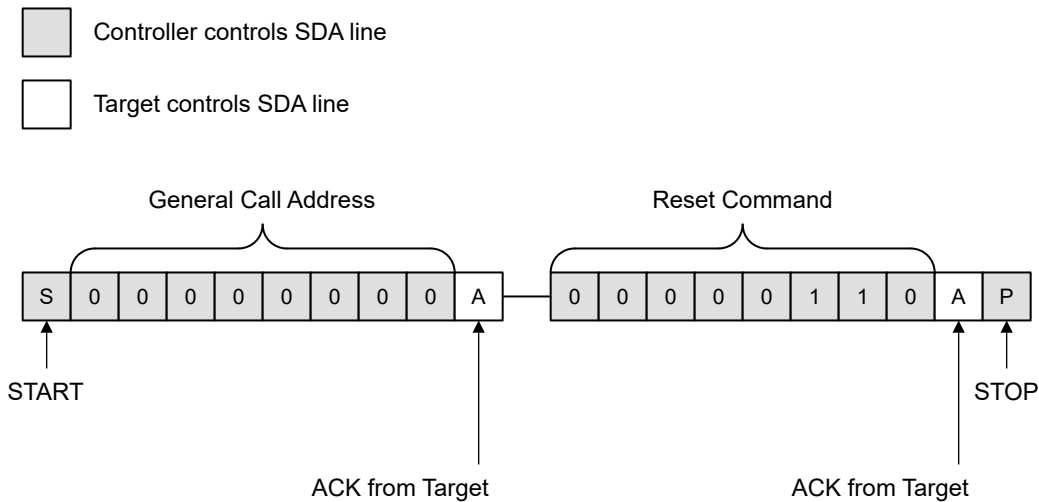 Controller controls SDA line
Target controls SDA line
General Call Address Reset Command
S 0 0 0 0 0 0 0 0 A 0 0 0 0 0 1 1 0 A P
START STOP
ACK from Target ACK from Target